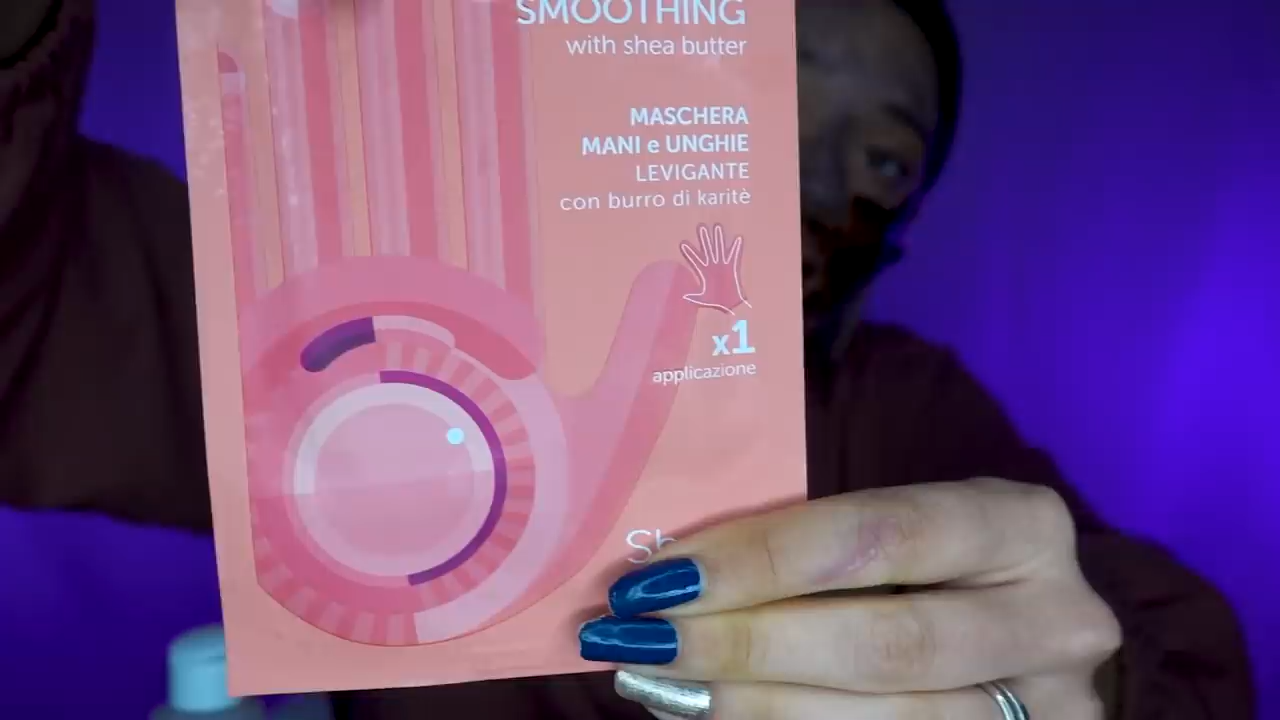 SMOOTHING
with shea butter
MASCHERA
MANI e UNGHIE
LEVIGANTE
con burro di karitè
x1
applicazione